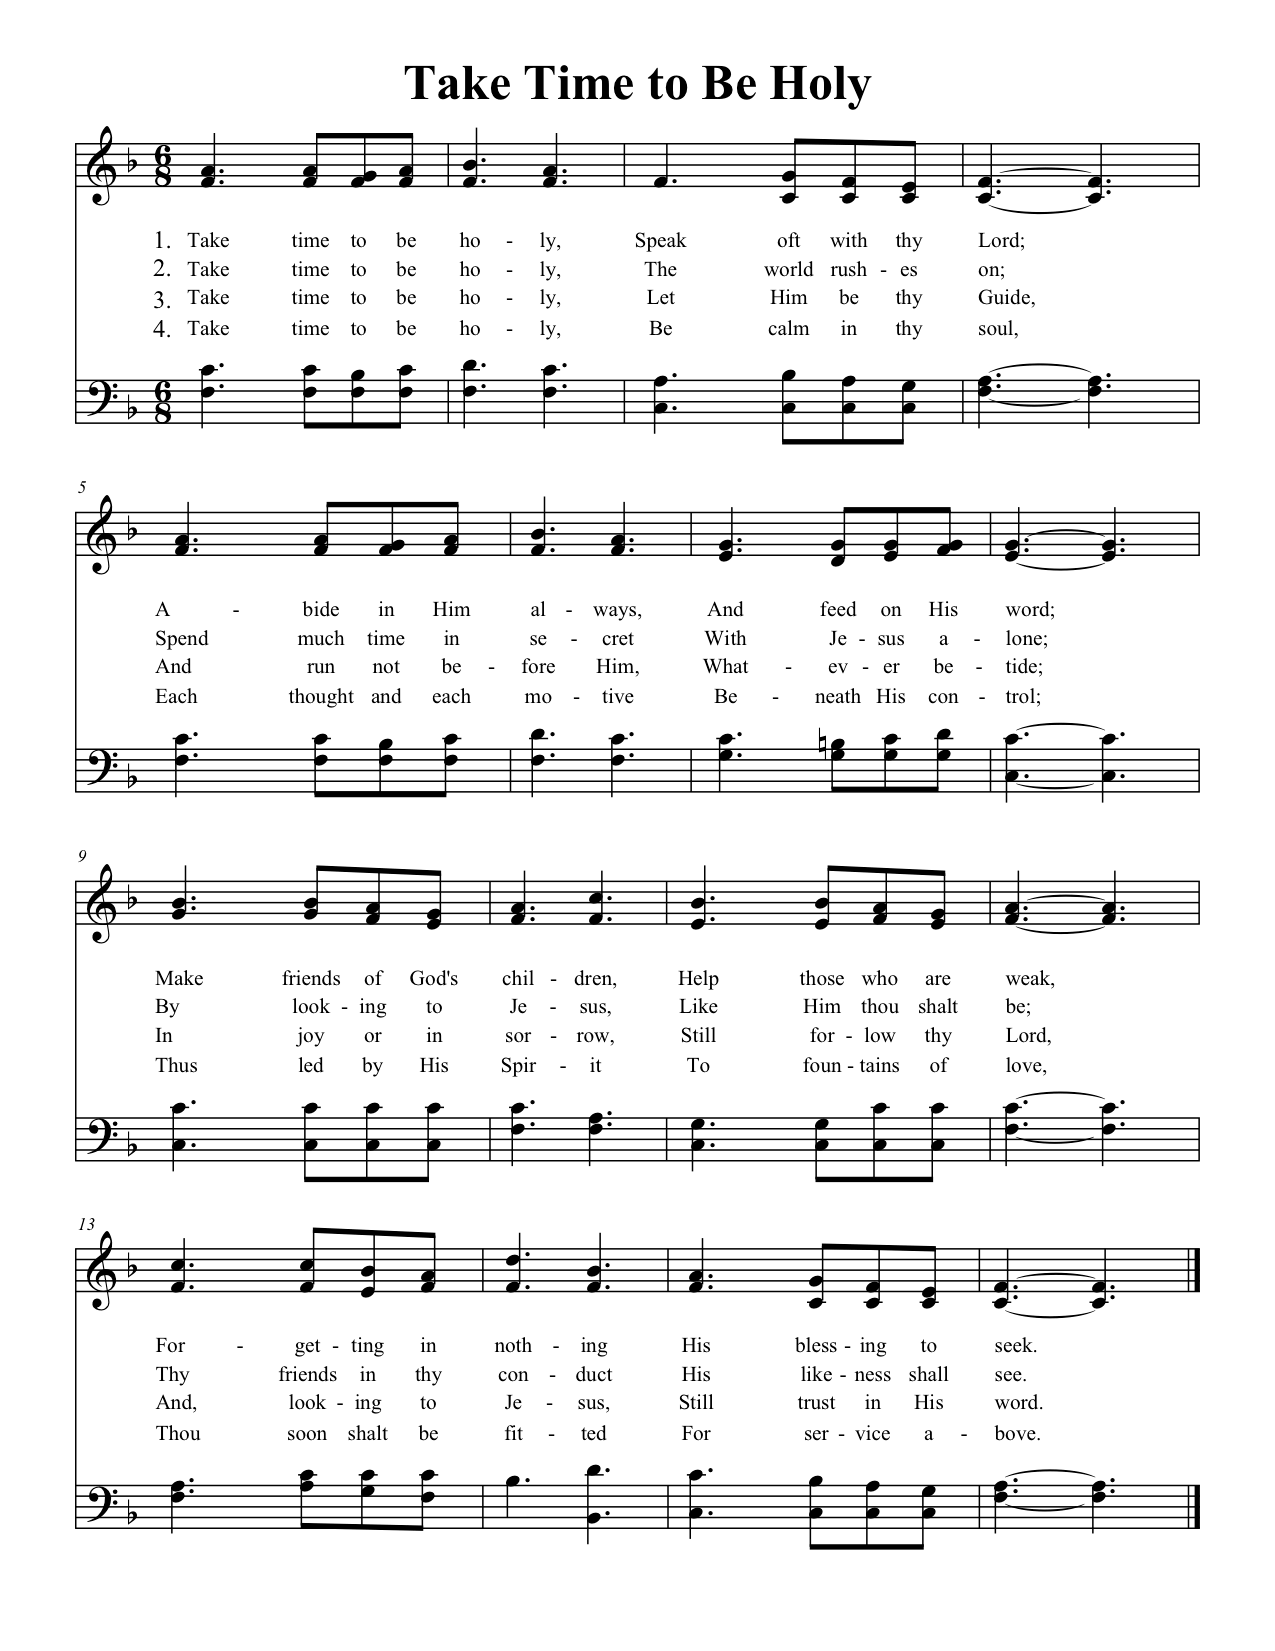 Take Time to Be Holy
6
8
1. Take time to be ho - ly, Speak oft with thy Lord;
2. Take time to be ho - ly, The world rush - es on;
3. Take time to be ho - ly, Let Him be thy Guide,
4. Take time to be ho - ly, Be calm in thy soul,
6
8
5
A - bide in Him al - ways, And feed on His word;
Spend much time in se - cret With Je - sus a - lone;
And run not be - fore Him, What - ev - er be - tide;
Each thought and each mo - tive Be - neath His con - trol;
9
Make friends of God's chil - dren, Help those who are weak,
By look - ing to Je - sus, Like Him thou shalt be;
In joy or in sor - row, Still for - low thy Lord,
Thus led by His Spir - it To foun - tains of love,
13
For - get - ting in noth - ing His bless - ing to seek.
Thy friends in thy con - duct His like - ness shall see.
And, look - ing to Je - sus, Still trust in His word.
Thou soon shalt be fit - ted For ser - vice a - bove.